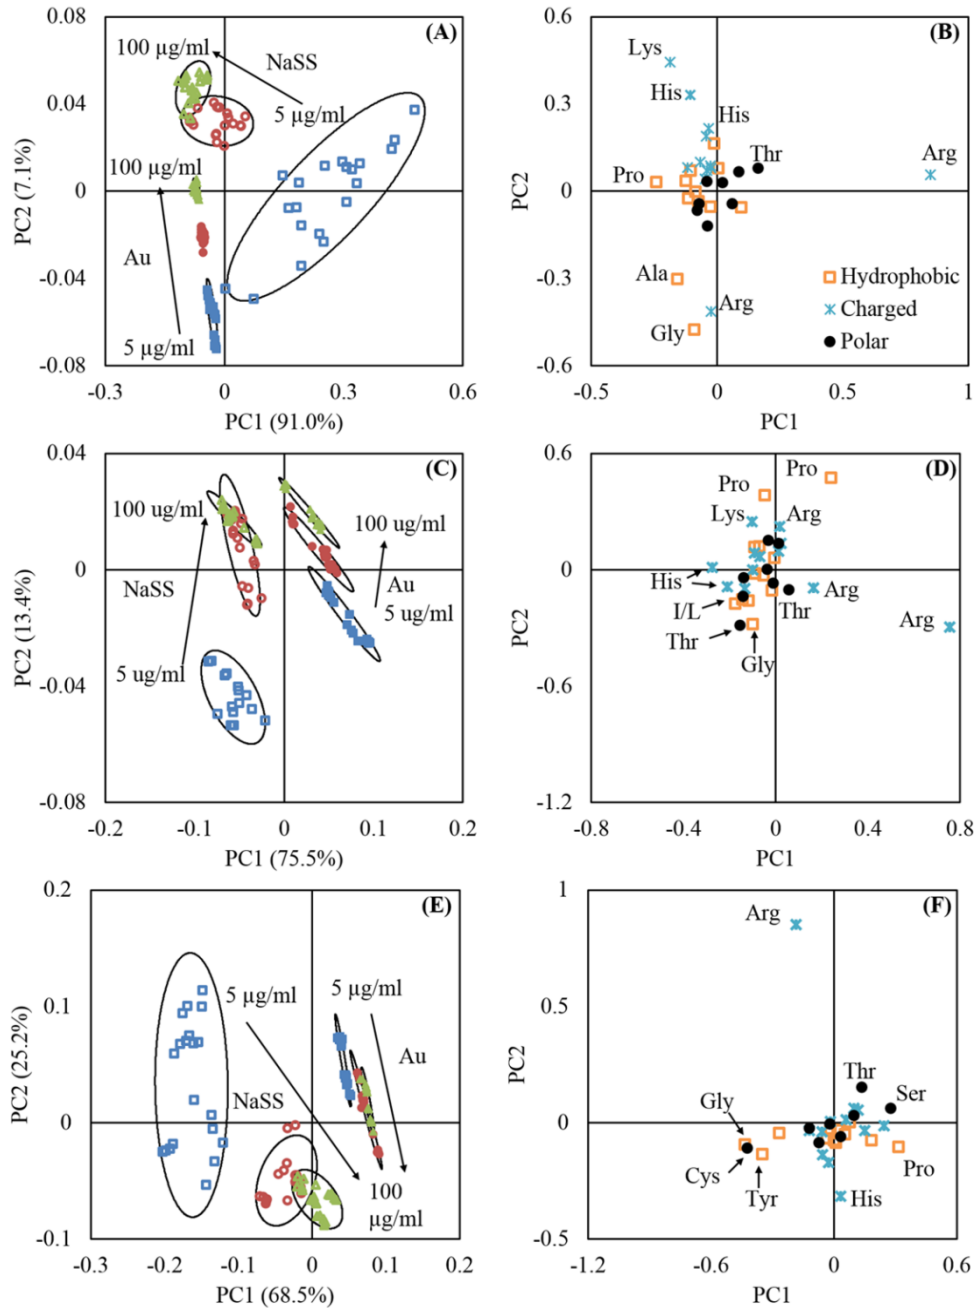 (A)
0.08
0.04
0
-0.04
-0.08
100 µg/ml
NaSS
5 µg/ml
100 µg/ml
Au
5 µg/ml
PC2 (7.1%)
-0.3
0
0.3
0.6
PC1 (91.0%)
(B)
0.6
0.3
0
-0.3
-0.6
Lys
His
His
Thr
Arg
Pro
Ala
Arg
Gly
Hydrophobic
Charged
Polar
PC2
-0.5
0
0.5
1
PC1
(C)
0.04
0
-0.04
-0.08
100 ug/ml
100 ug/ml
NaSS
Au
5 ug/ml
5 ug/ml
PC2 (13.4%)
-0.2
-0.1
0
0.1
0.2
PC1 (75.5%)
(D)
0.6
0
-0.6
-1.2
Pro
Pro
Lys
Arg
His
Arg
I/L
Thr
Thr
Arg
Gly
PC2
-0.8
-0.4
0
0.4
0.8
PC1
(E)
0.2
0.1
0
-0.1
5 µg/ml
5 µg/ml
Au
NaSS
100
µg/ml
PC2 (25.2%)
-0.3
-0.2
-0.1
0
0.1
0.2
PC1 (68.5%)
(F)
1
0.5
0
-0.5
Arg
Thr
Ser
Gly
Cys
Tyr
Pro
His
PC2
-1.2
-0.6
0
0.6
PC1